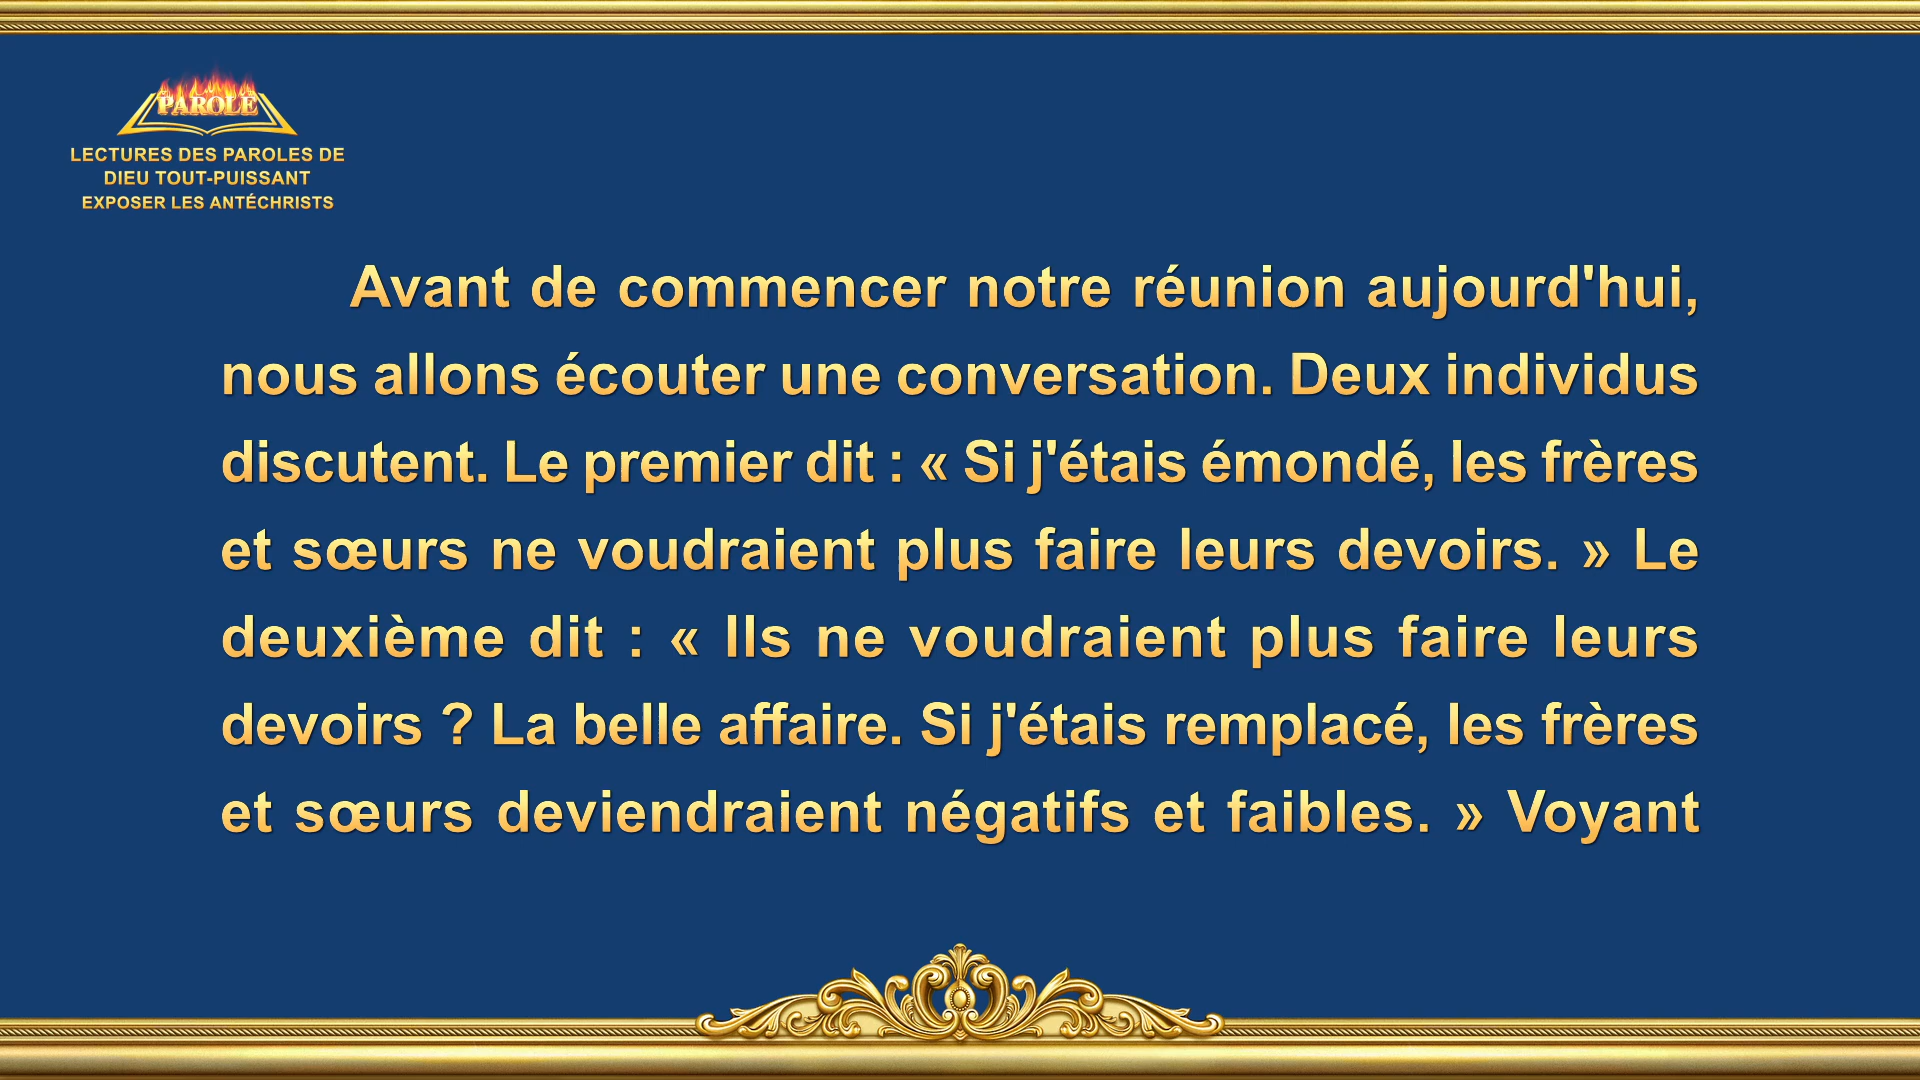 PAROLE
LECTURES DES PAROLES DE
DIEU TOUT-PUISSANT
EXPOSER LES ANTÉCHRISTS
Avant de commencer notre réunion aujourd'hui,
nous allons écouter une conversation. Deux individus
discutent. Le premier dit : « Si j'étais émondé, les frères
et sœurs ne voudraient plus faire leurs devoirs. » Le
deuxième dit : « Ils ne voudraient plus faire leurs
devoirs ? La belle affaire. Si j'étais remplacé, les frères
et sœurs deviendraient négatifs et faibles. » Voyant